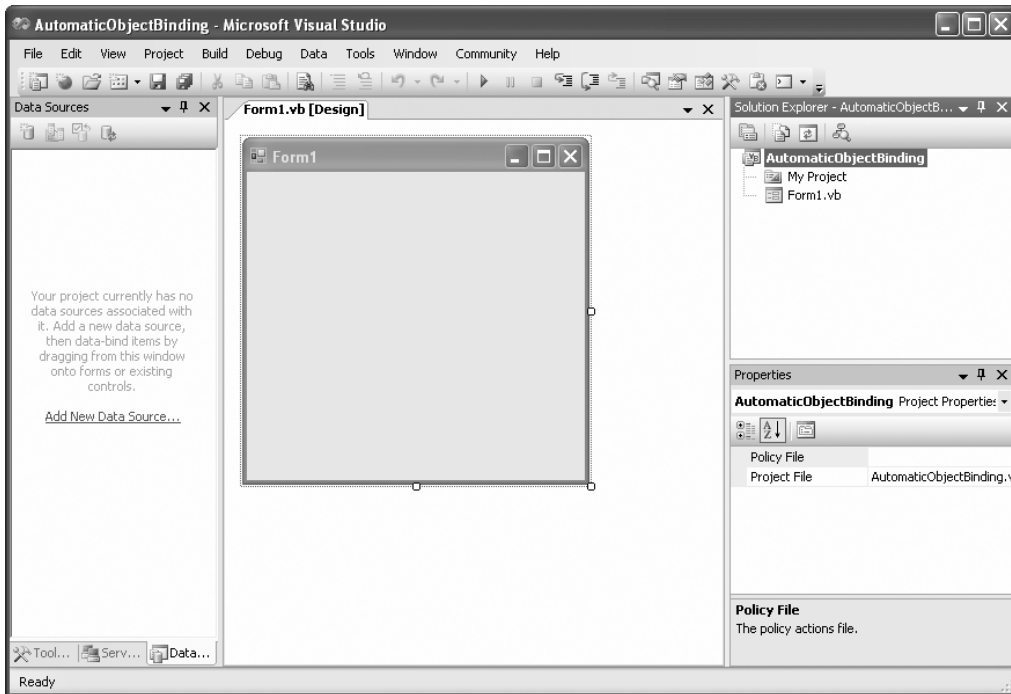 AutomaticObjectBinding - Microsoft Visual Studio
File Edit View Project Build Debug Data Tools Window Community Help
Data Sources
Your project currently has no
data sources associated with
it. Add a new data source,
then data-bind items by
dragging from this window
onto forms or existing
controls.
Add New Data Source...
Tool... Serv... Data...
Form1.vb [Design]
Form1
Solution Explorer - AutomaticObjectB...
AutomaticObjectBinding
My Project
Form1.vb
Properties
AutomaticObjectBinding Project Properties
Policy File
Project File AutomaticObjectBinding.v
Policy File
The policy actions file.
Ready